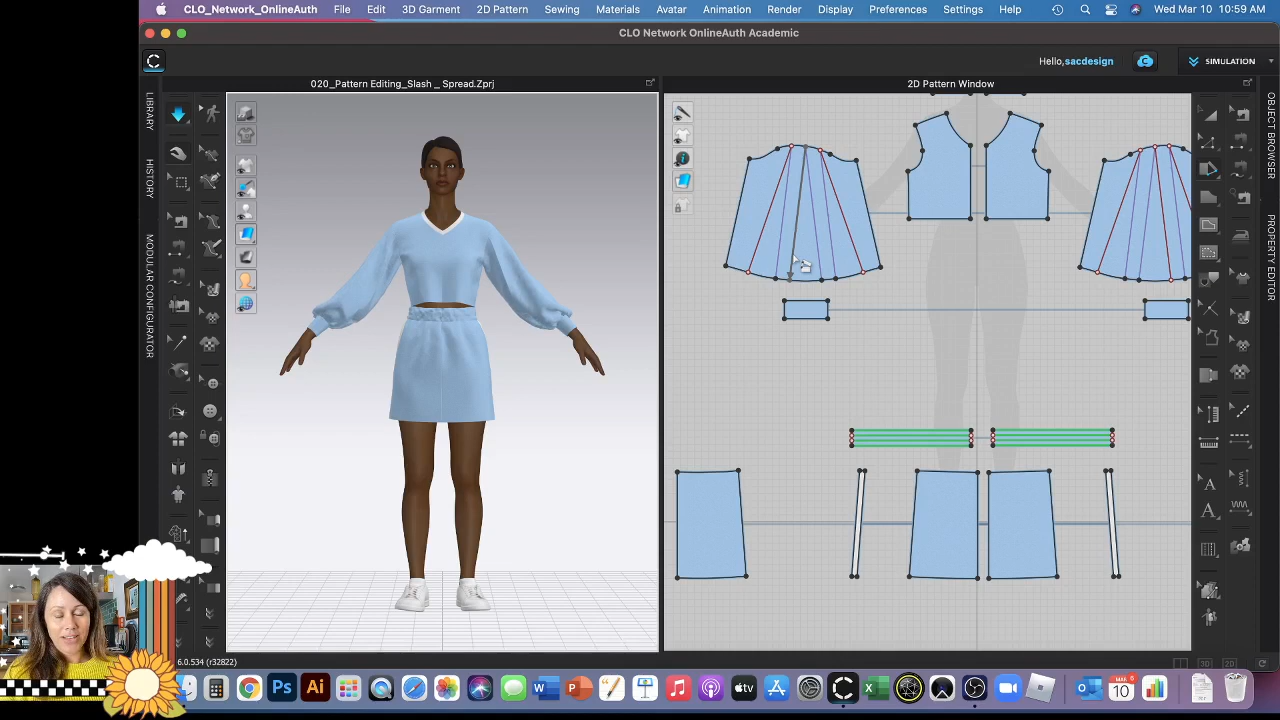 CLO_Network_OnlineAuth File Edit 3D Garment 2D Pattern Sewing Materials Avatar Animation Render Display Preferences Settings Help Wed Mar 10 10:59 AM
CLO Network OnlineAuth Academic
Hello, sacdesign SIMULATION
020_Pattern Editing_Slash _ Spread.Zprj 2D Pattern Window
LIBRARY
HISTORY
MODULAR CONFIGURATOR
OBJECT BROWSER
PROPERTY EDITOR
6.0.534 (r32822)
3D 2D